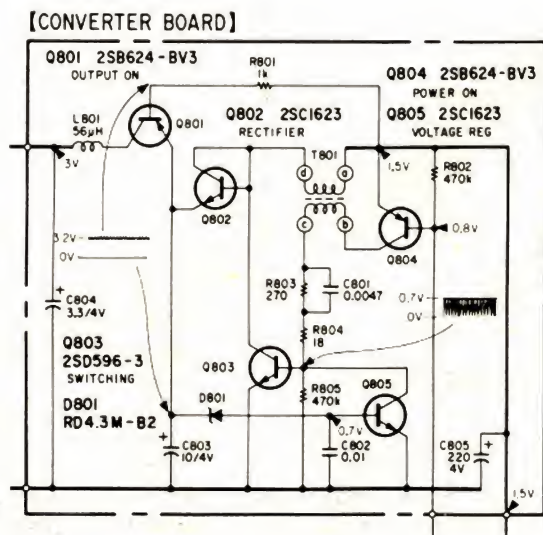 [CONVERTER BOARD]
Q801 2SB624-BV3
OUTPUT ON
R801
1k
Q804 2SB624-BV3
POWER ON
Q805 2SC1623
VOLTAGE REG
Q802 2SC1623
RECTIFIER
L801
56μH
Q801
3V
T801
d
a
c
b
1.5V
R802
470k
Q802
Q804
0.8V
3.2V
0V
R803
270
C801
0.0047
0.7V
0V
C804
3.3/4V
R804
18
Q803
2SD596-3
SWITCHING
D801
RD4.3M-B2
Q803
D801
R805
470k
Q805
0.7V
C803
10/4V
C802
0.01
C805
220
4V
1.5V